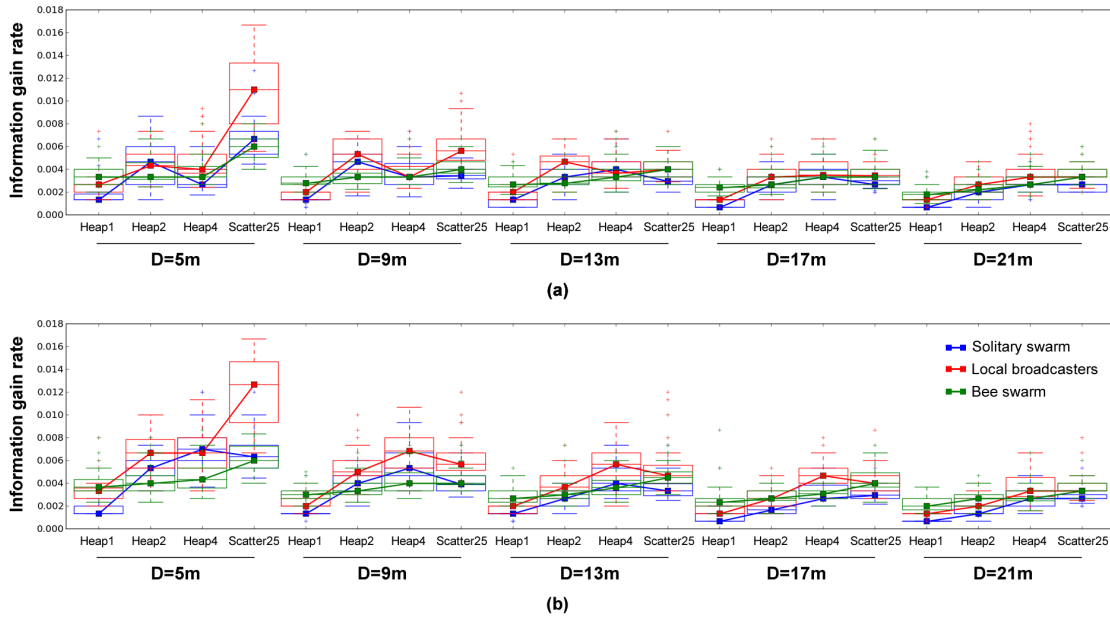 Information gain rate
0.018
0.016
0.014
0.012
0.010
0.008
0.006
0.004
0.002
0.000
Heap1 Heap2 Heap4 Scatter25 Heap1 Heap2 Heap4 Scatter25 Heap1 Heap2 Heap4 Scatter25 Heap1 Heap2 Heap4 Scatter25 Heap1 Heap2 Heap4 Scatter25
D=5m D=9m D=13m D=17m D=21m
(a)
Information gain rate
0.018
0.016
0.014
0.012
0.010
0.008
0.006
0.004
0.002
0.000
Solitary swarm
Local broadcasters
Bee swarm
Heap1 Heap2 Heap4 Scatter25 Heap1 Heap2 Heap4 Scatter25 Heap1 Heap2 Heap4 Scatter25 Heap1 Heap2 Heap4 Scatter25 Heap1 Heap2 Heap4 Scatter25
D=5m D=9m D=13m D=17m D=21m
(b)